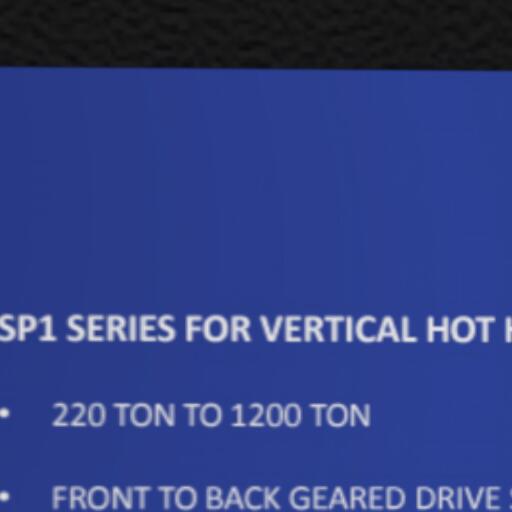 SP1 SERIES FOR VERTICAL HOT
• 220 TON TO 1200 TON
• FRONT TO BACK GEARED DRIVE